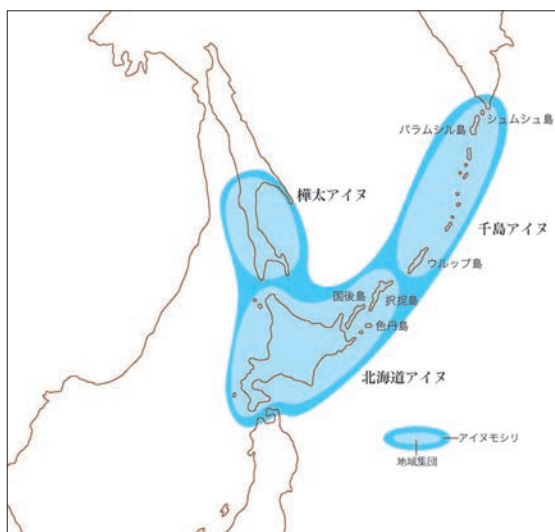 シュムシュ島
パラムシル島
樺太アイヌ
千島アイヌ
ウルップ島
国後島
択捉島
色丹島
北海道アイヌ
アイヌモシリ
地域集団